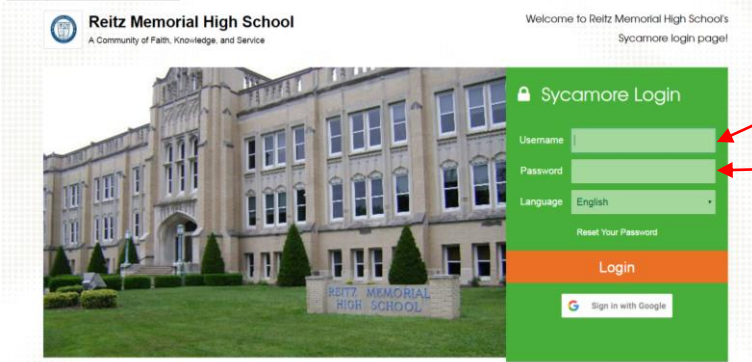 Reitz Memorial High School
A Community of Faith, Knowledge, and Service
Welcome to Reitz Memorial High School's
Sycamore login page!
Sycamore Login
Username
Password
Language English
Reset Your Password
Login
G Sign in with Google
REITZ MEMORIAL
HIGH SCHOOL